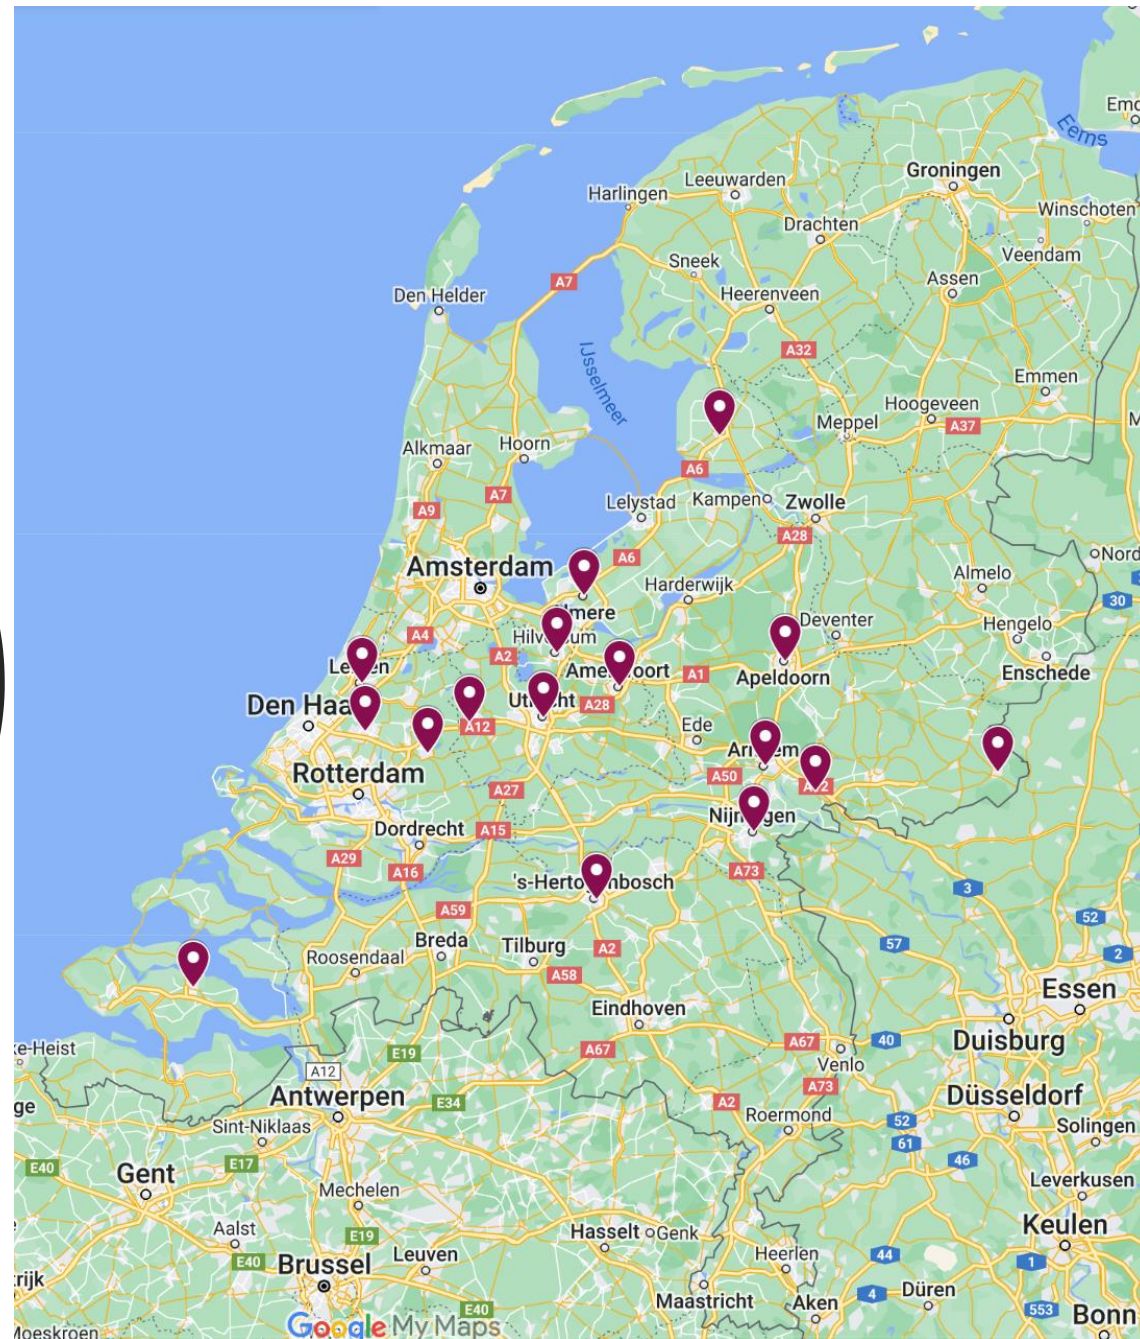 Emd
Eems
Groningen
Leeuwarden
Harlingen
Winschoten
Drachten
Veendam
Sneek
Assen
A7
Heerenveen
Den Helder
IJsselmeer
A32
Emmen
Hoogeveen
Meppel
A37
M
Alkmaar
Hoorn
A6
A7
Kampen
Zwolle
Lelystad
A9
A28
Nord
A6
Amsterdam
Almelo
Harderwijk
30
mere
Deventer
Hengelo
A4
Hilv sum
A2
Le en
Ame oort
A1
Enschede
Apeldoorn
Den Haa
Ut ht
A28
A12
Ede
Ar m
Rotterdam
A50
A27
A 2
Nijm gen
Dordrecht
A15
A29
A16
A73
's-Herto mbosch
3
A59
52
Breda
Tilburg
57
A2
2
Roosendaal
A58
Essen
Eindhoven
Duisburg
40
A67
A67
ke-Heist
E19
Venlo
A12
A73
Antwerpen
E34
A2
Düsseldorf
ge
Roermond
52
Sint-Niklaas
Solingen
61
E40
E17
46
Gent
Leverkusen
Mechelen
Keulen
Aalst
E19
Hasselt
Genk
E40
Leuven
Heerlen
44
1
Brussel
trijk
Düren
4
Maastricht
Aken
553
E40
Bonn
Google My Maps
Moeskroen